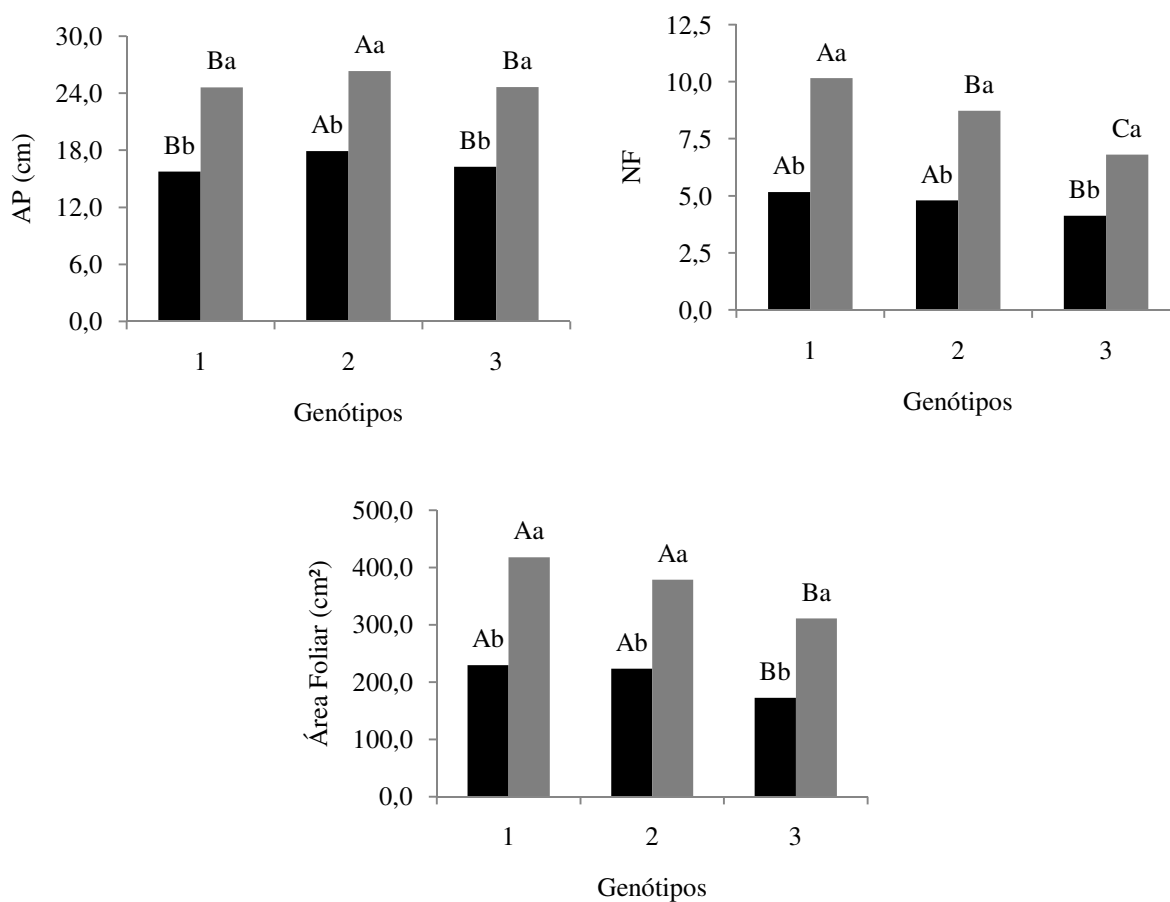 AP (cm)
30,0
24,0
18,0
12,0
6,0
0,0
Bb
Ba
Ab
Aa
Bb
Ba
1 2 3
Genótipos
NF
12,5
10,0
7,5
5,0
2,5
0,0
Ab
Aa
Ab
Ba
Bb
Ca
1 2 3
Genótipos
Área Foliar (cm²)
500,0
400,0
300,0
200,0
100,0
0,0
Ab
Aa
Ab
Aa
Bb
Ba
1 2 3
Genótipos